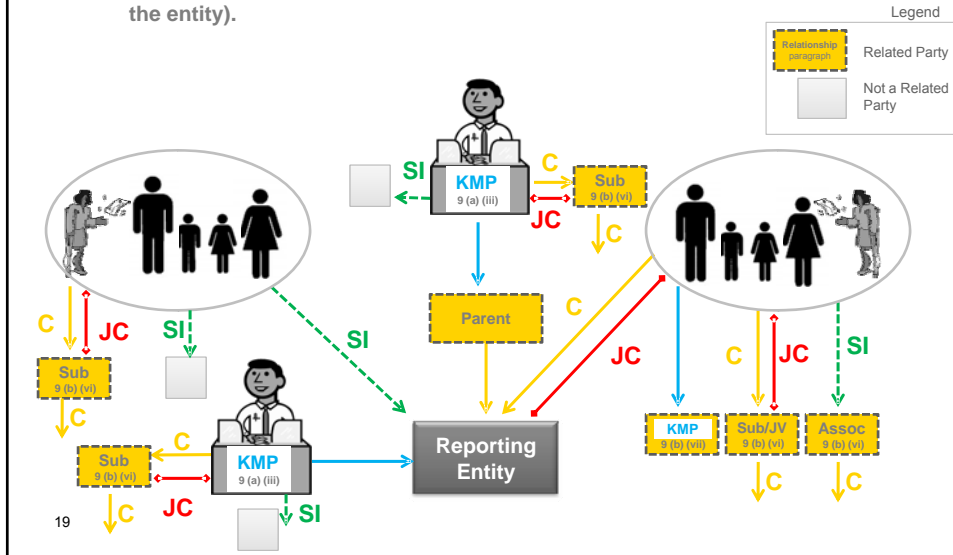 the entity).
Legend
Relationship
paragraph
Related Party
Not a Related
Party
SI
KMP
9 (a) (iii)
C
JC
Sub
9 (b) (vi)
C
C
JC
SI
SI
Parent
C
JC
C
JC
SI
Sub
9 (b) (vi)
C
KMP
9 (b) (vii)
Sub/JV
9 (b) (vi)
Assoc
9 (b) (vi)
C
C
Sub
9 (b) (vi)
C
JC
C
KMP
9 (a) (iii)
SI
Reporting
Entity
19